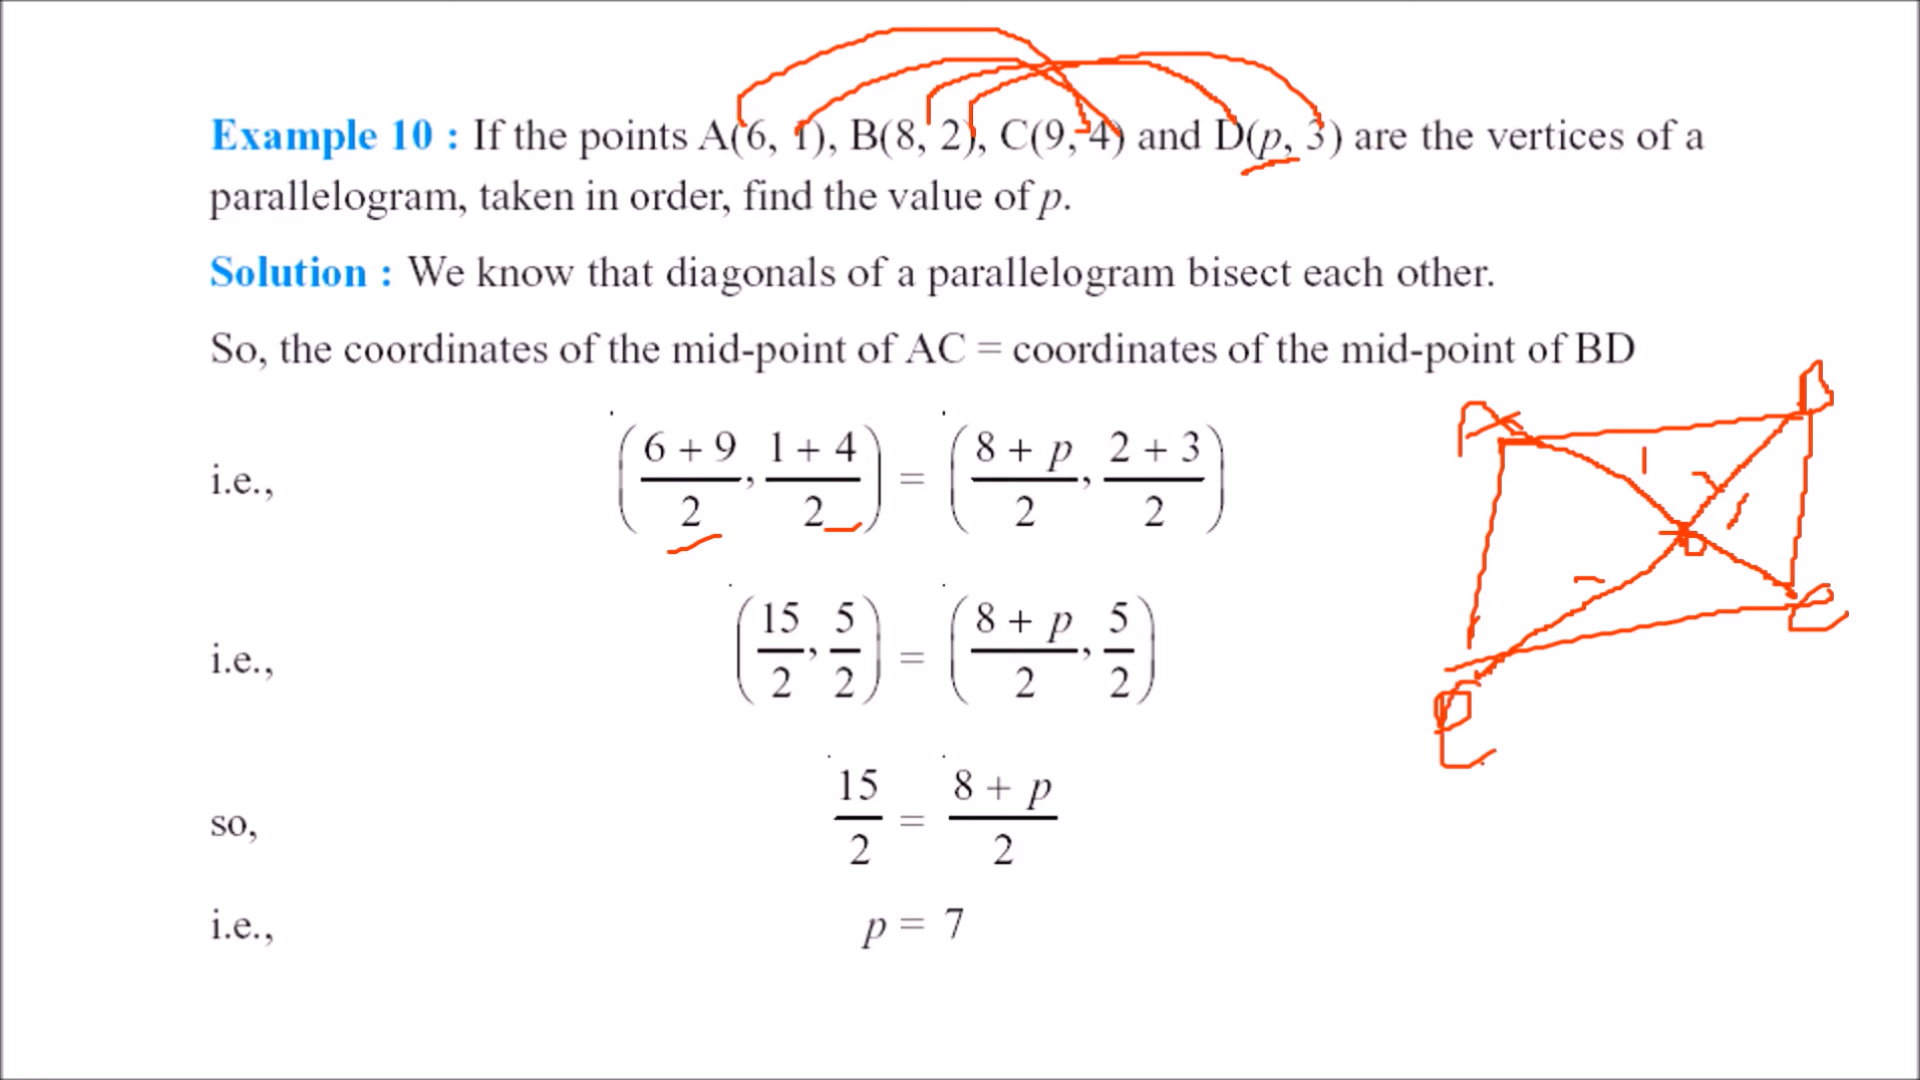 Example 10 : If the points A(6, 1), B(8, 2), C(9, 4) and D(p, 3) are the vertices of a
parallelogram, taken in order, find the value of p.
Solution : We know that diagonals of a parallelogram bisect each other.
So, the coordinates of the mid-point of AC = coordinates of the mid-point of BD
i.e., ((6 + 9)/2, (1 + 4)/2) = ((8 + p)/2, (2 + 3)/2)
i.e., (15/2, 5/2) = ((8 + p)/2, 5/2)
so, 15/2 = (8 + p)/2
i.e., p = 7